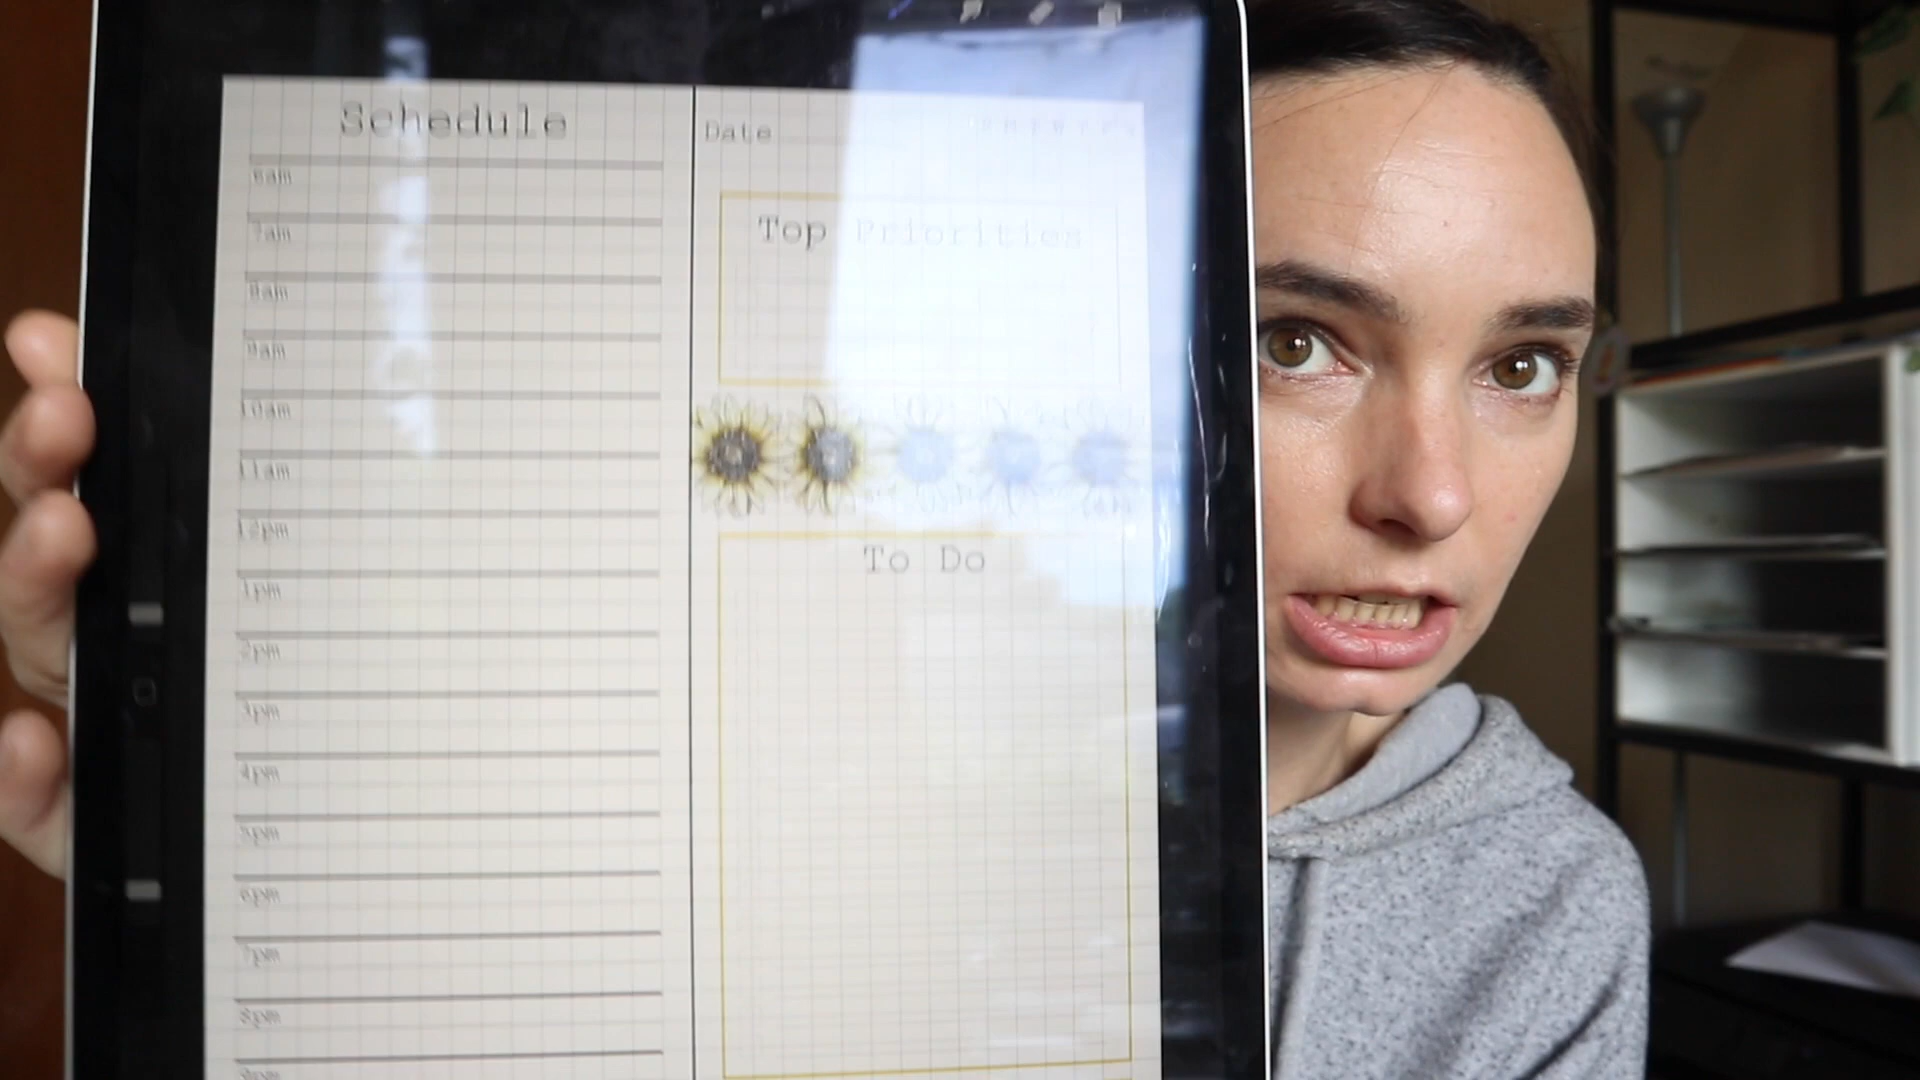 Schedule
6am
7am
8am
9am
10am
11am
12pm
1pm
2pm
3pm
4pm
5pm
6pm
7pm
8pm
9pm
Date
Top Priorities
To Do